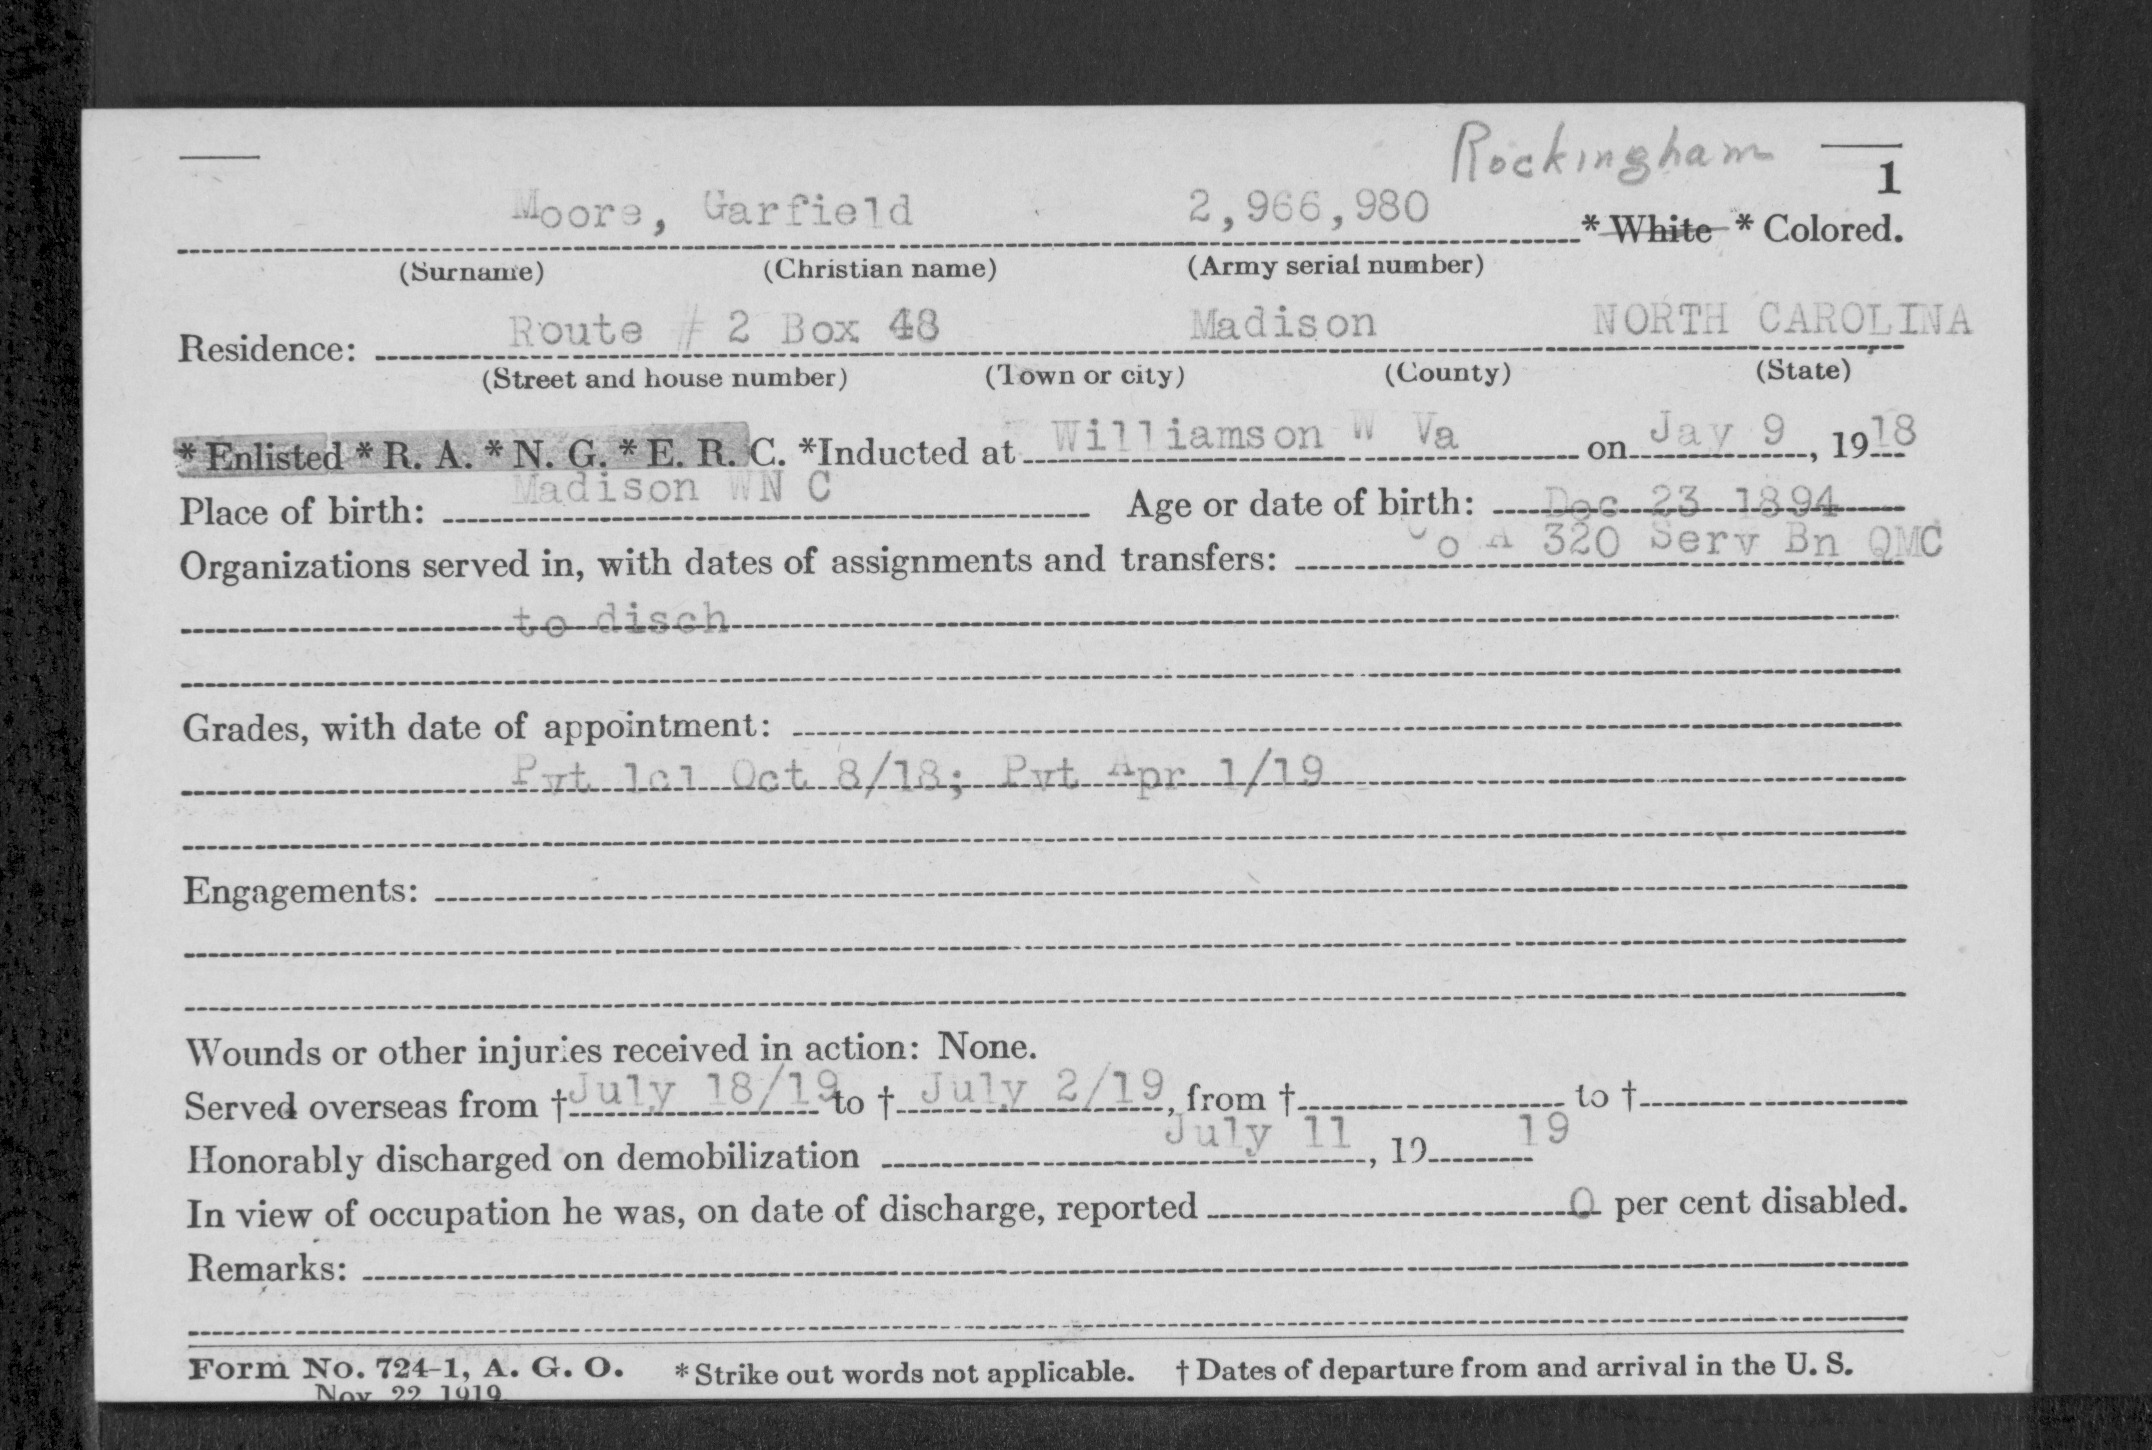 Rockingham
1
Moore, Garfield 2,966,980 * White * Colored.
(Surname) (Christian name) (Army serial number)
Residence: Route # 2 Box 48 Madison NORTH CAROLINA
(Street and house number) (Town or city) (County) (State)
* Enlisted * R. A. * N. G. * E. R. C. *Inducted at Williamson W Va on Jay 9, 1918
Place of birth: Madison WN C Age or date of birth: Dec 23 1894
Organizations served in, with dates of assignments and transfers: Co A 320 Serv Bn QMC
to disch
Grades, with date of appointment:
Pvt 1cl Oct 8/18; Pvt Apr 1/19
Engagements:
Wounds or other injuries received in action: None.
Served overseas from † July 18/19 to † July 2/19, from † to †
Honorably discharged on demobilization July 11, 19 19
In view of occupation he was, on date of discharge, reported 0 per cent disabled.
Remarks:
Form No. 724-1, A. G. O. * Strike out words not applicable. † Dates of departure from and arrival in the U. S.
Nov 22 1919